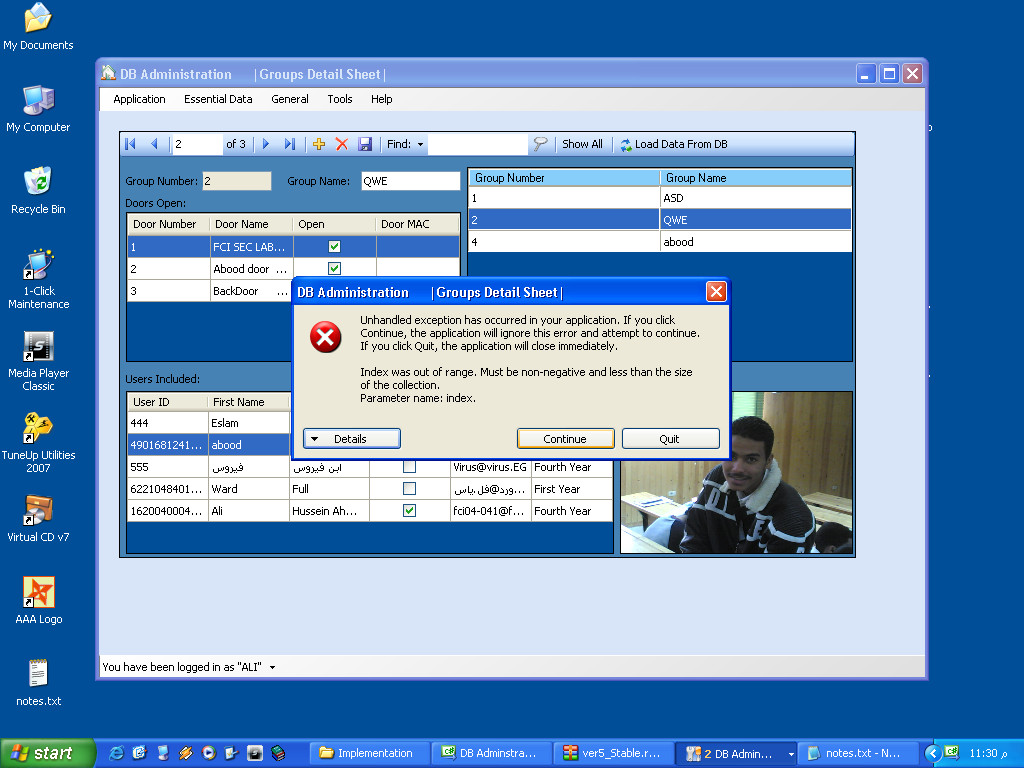 My Documents
My Computer
Recycle Bin
1-Click
Maintenance
Media Player
Classic
TuneUp Utilities
2007
Virtual CD v7
AAA Logo
notes.txt
DB Administration |Groups Detail Sheet|
Application Essential Data General Tools Help
2 of 3 Find: Show All Load Data From DB
Group Number: 2 Group Name: QWE
Doors Open:
Door Number Door Name Open Door MAC
1 FCI SEC LAB...
2 Abood door ...
3 BackDoor ...
Group Number Group Name
1 ASD
2 QWE
4 abood
DB Administration |Groups Detail Sheet|
Unhandled exception has occurred in your application. If you click
Continue, the application will ignore this error and attempt to continue.
If you click Quit, the application will close immediately.
Index was out of range. Must be non-negative and less than the size
of the collection.
Parameter name: index.
Details Continue Quit
Users Included:
User ID First Name
444 Eslam
4901681241... abood
555 فيروس ابن فيروس Virus@virus.EG Fourth Year
6221048401... Ward Full ورد@فل.ياس... First Year
1620040004... Ali Hussein Ah... fci04-041@f... Fourth Year
You have been logged in as "ALI"
start Implementation DB Adminstra... ver5_Stable.r... 2 DB Admin... notes.txt - N... 11:30 م